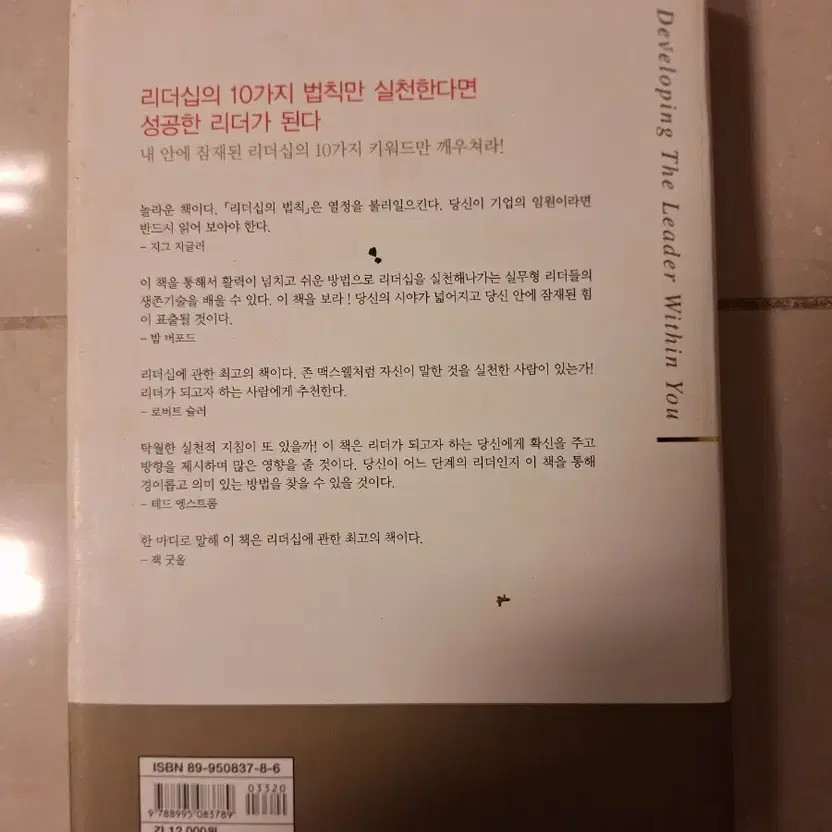 리더십의 10가지 법칙만 실천한다면
성공한 리더가 된다
내 안에 잠재된 리더십의 10가지 키워드만 깨우쳐라!
놀라운 책이다. 「리더십의 법칙」은 열정을 불러일으킨다. 당신이 기업의 임원이라면
반드시 읽어 보아야 한다.
- 지그 지글러
이 책을 통해서 활력이 넘치고 쉬운 방법으로 리더십을 실천해나가는 실무형 리더들의
생존기술을 배울 수 있다. 이 책을 보라! 당신의 시야가 넓어지고 당신 안에 잠재된 힘
이 표출될 것이다.
- 밥 버포드
리더십에 관한 최고의 책이다. 존 맥스웰처럼 자신이 말한 것을 실천한 사람이 있는가!
리더가 되고자 하는 사람에게 추천한다.
- 로버트 슐러
탁월한 실천적 지침이 또 있을까! 이 책은 리더가 되고자 하는 당신에게 확신을 주고
방향을 제시하며 많은 영향을 줄 것이다. 당신이 어느 단계의 리더인지 이 책을 통해
경이롭고 의미 있는 방법을 찾을 수 있을 것이다.
- 테드 엥스트롬
한 마디로 말해 이 책은 리더십에 관한 최고의 책이다.
- 잭 굿올
Developing The Leader Within You
ISBN 89-950837-8-6
03320
9 788995 083789
값 12,000원